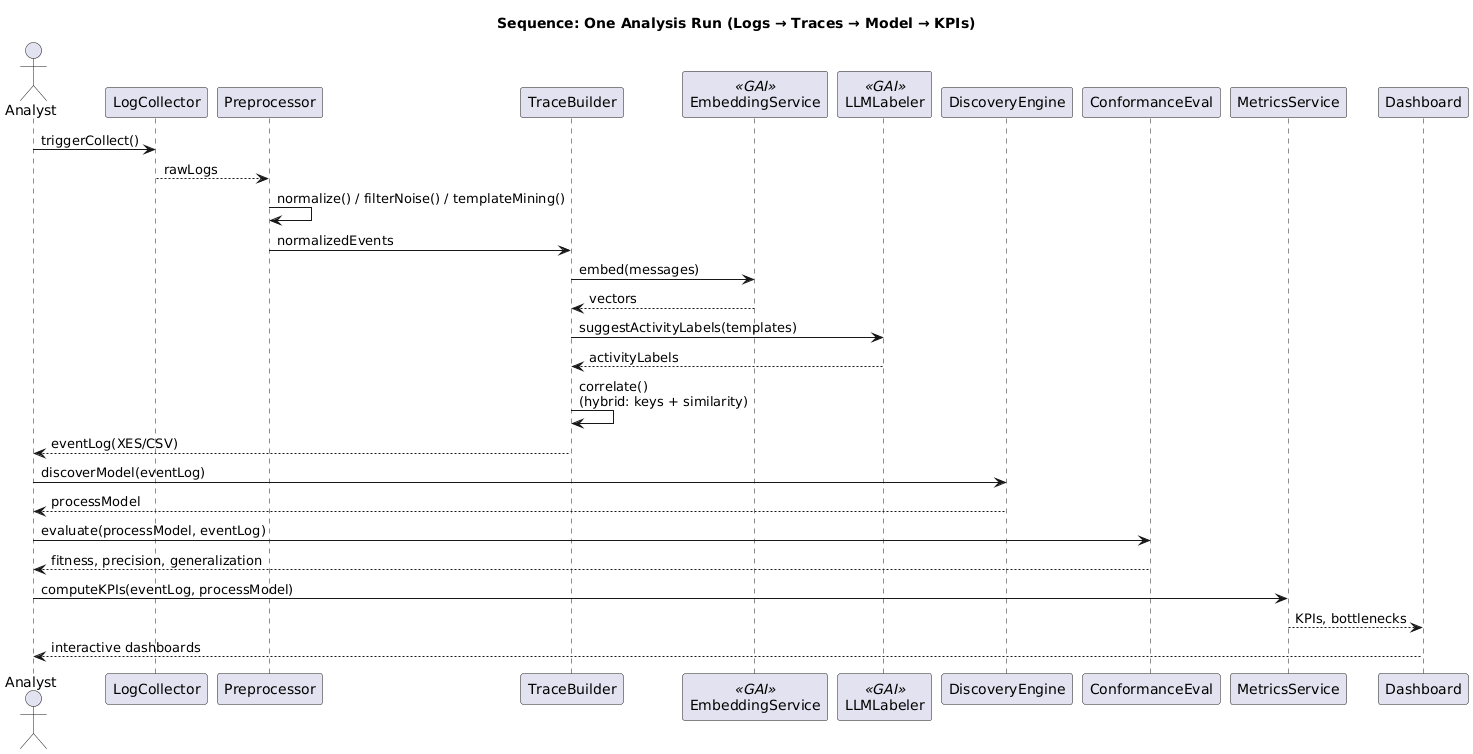 Sequence: One Analysis Run (Logs → Traces → Model → KPIs)
Analyst
LogCollector
Preprocessor
TraceBuilder
«GAI»
EmbeddingService
«GAI»
LLMLabeler
DiscoveryEngine
ConformanceEval
MetricsService
Dashboard
triggerCollect()
rawLogs
normalize() / filterNoise() / templateMining()
normalizedEvents
embed(messages)
vectors
suggestActivityLabels(templates)
activityLabels
correlate()
(hybrid: keys + similarity)
eventLog(XES/CSV)
discoverModel(eventLog)
processModel
evaluate(processModel, eventLog)
fitness, precision, generalization
computeKPIs(eventLog, processModel)
KPIs, bottlenecks
interactive dashboards
Analyst
LogCollector
Preprocessor
TraceBuilder
«GAI»
EmbeddingService
«GAI»
LLMLabeler
DiscoveryEngine
ConformanceEval
MetricsService
Dashboard